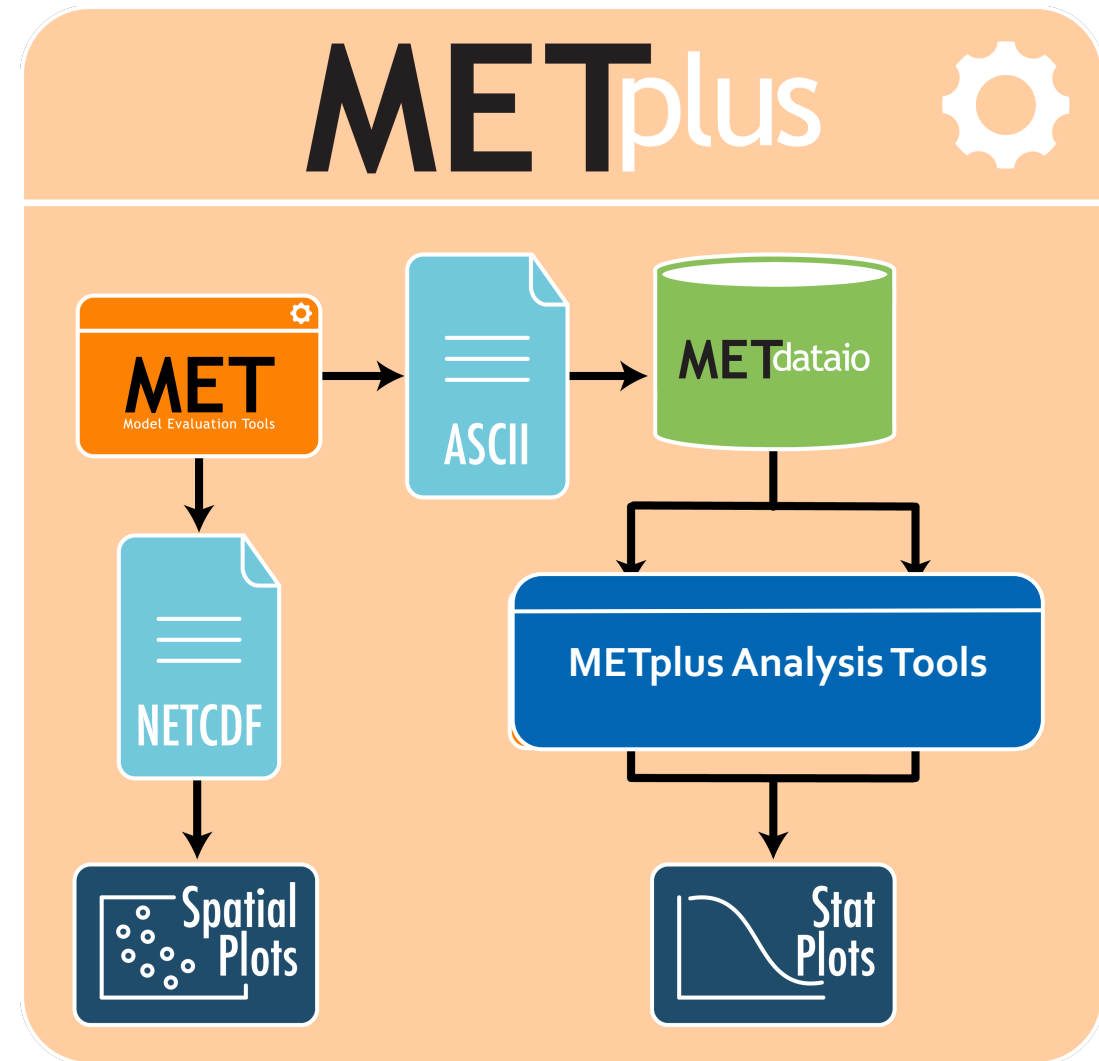 METplus
MET
Model Evaluation Tools
ASCII
METdataio
NETCDF
METplus Analysis Tools
Spatial
Plots
Stat
Plots